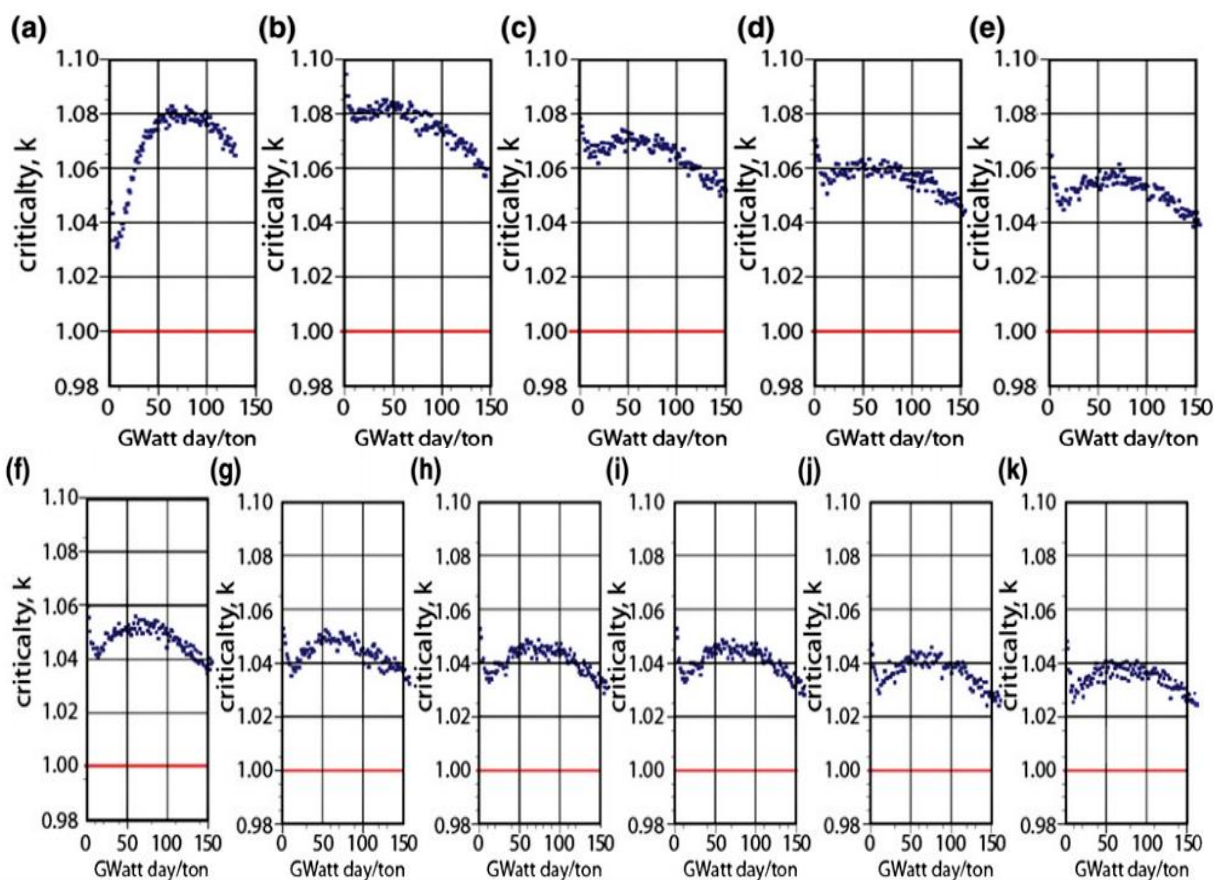 (a) (b) (c) (d) (e)
1.10 1.10 1.10 1.10 1.10
1.08 1.08 1.08 1.08 1.08
1.06 1.06 1.06 1.06 1.06
1.04 1.04 1.04 1.04 1.04
1.02 1.02 1.02 1.02 1.02
1.00 1.00 1.00 1.00 1.00
0.98 0.98 0.98 0.98 0.98
criticalty, k criticalty, k criticalty, k criticalty, k criticalty, k
0 50 100 150 0 50 100 150 0 50 100 150 0 50 100 150 0 50 100 150
GWatt day/ton GWatt day/ton GWatt day/ton GWatt day/ton GWatt day/ton
(f) (g) (h) (i) (j) (k)
1.10 1.10 1.10 1.10 1.10 1.10
1.08 1.08 1.08 1.08 1.08 1.08
1.06 1.06 1.06 1.06 1.06 1.06
1.04 1.04 1.04 1.04 1.04 1.04
1.02 1.02 1.02 1.02 1.02 1.02
1.00 1.00 1.00 1.00 1.00 1.00
0.98 0.98 0.98 0.98 0.98 0.98
criticalty, k criticalty, k criticalty, k criticalty, k criticalty, k criticalty, k
0 50 100 150 0 50 100 150 0 50 100 150 0 50 100 150 0 50 100 150 0 50 100 150
GWatt day/ton GWatt day/ton GWatt day/ton GWatt day/ton GWatt day/ton GWatt day/ton